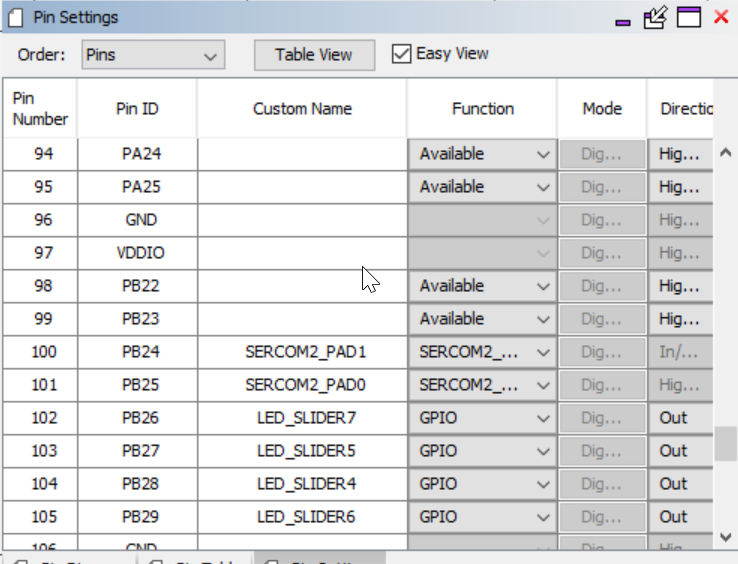 Pin Settings
Order: Pins Table View Easy View
Pin Number Pin ID Custom Name Function Mode Directio
94 PA24 Available Dig... Hig...
95 PA25 Available Dig... Hig...
96 GND Dig... Hig...
97 VDDIO Dig... Hig...
98 PB22 Available Dig... Hig...
99 PB23 Available Dig... Hig...
100 PB24 SERCOM2_PAD1 SERCOM2_... Dig... In/...
101 PB25 SERCOM2_PAD0 SERCOM2_... Dig... Hig...
102 PB26 LED_SLIDER7 GPIO Dig... Out
103 PB27 LED_SLIDER5 GPIO Dig... Out
104 PB28 LED_SLIDER4 GPIO Dig... Out
105 PB29 LED_SLIDER6 GPIO Dig... Out
106 GND Dig... Hig...